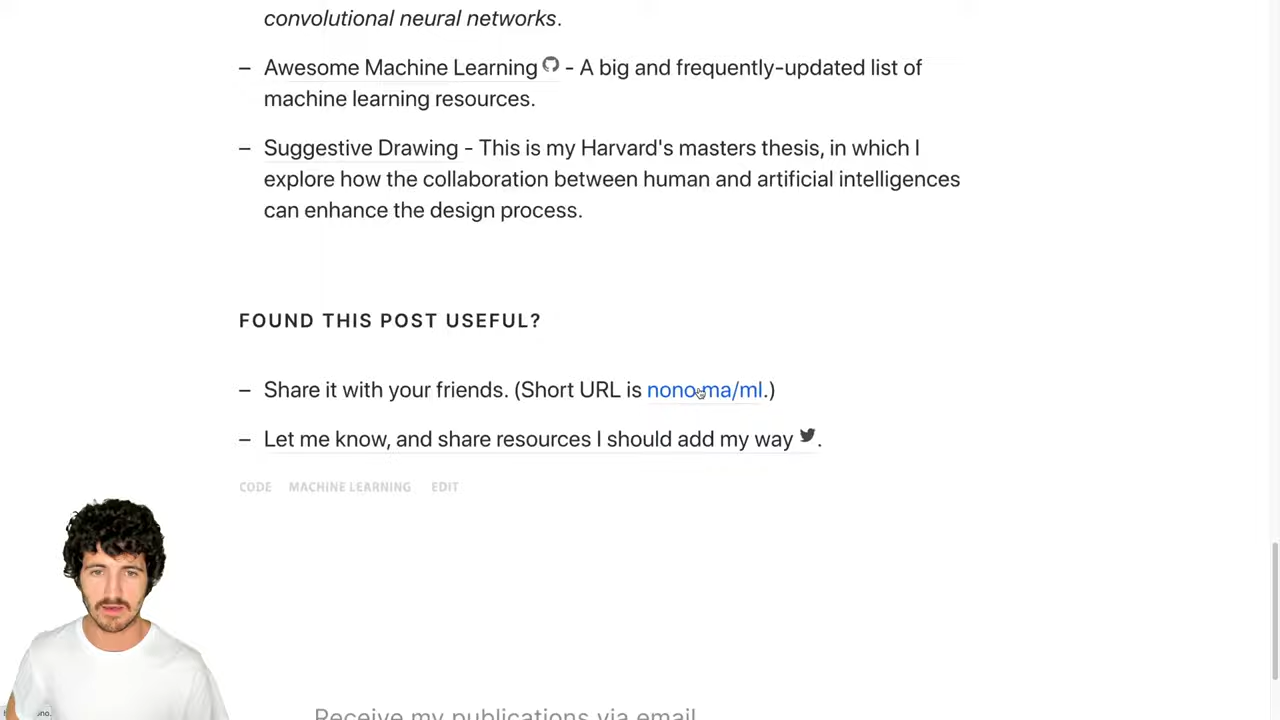 convolutional neural networks.
– Awesome Machine Learning - A big and frequently-updated list of
machine learning resources.
– Suggestive Drawing - This is my Harvard's masters thesis, in which I
explore how the collaboration between human and artificial intelligences
can enhance the design process.
FOUND THIS POST USEFUL?
– Share it with your friends. (Short URL is nono.ma/ml.)
– Let me know, and share resources I should add my way .
CODE MACHINE LEARNING EDIT
Receive my publications via email